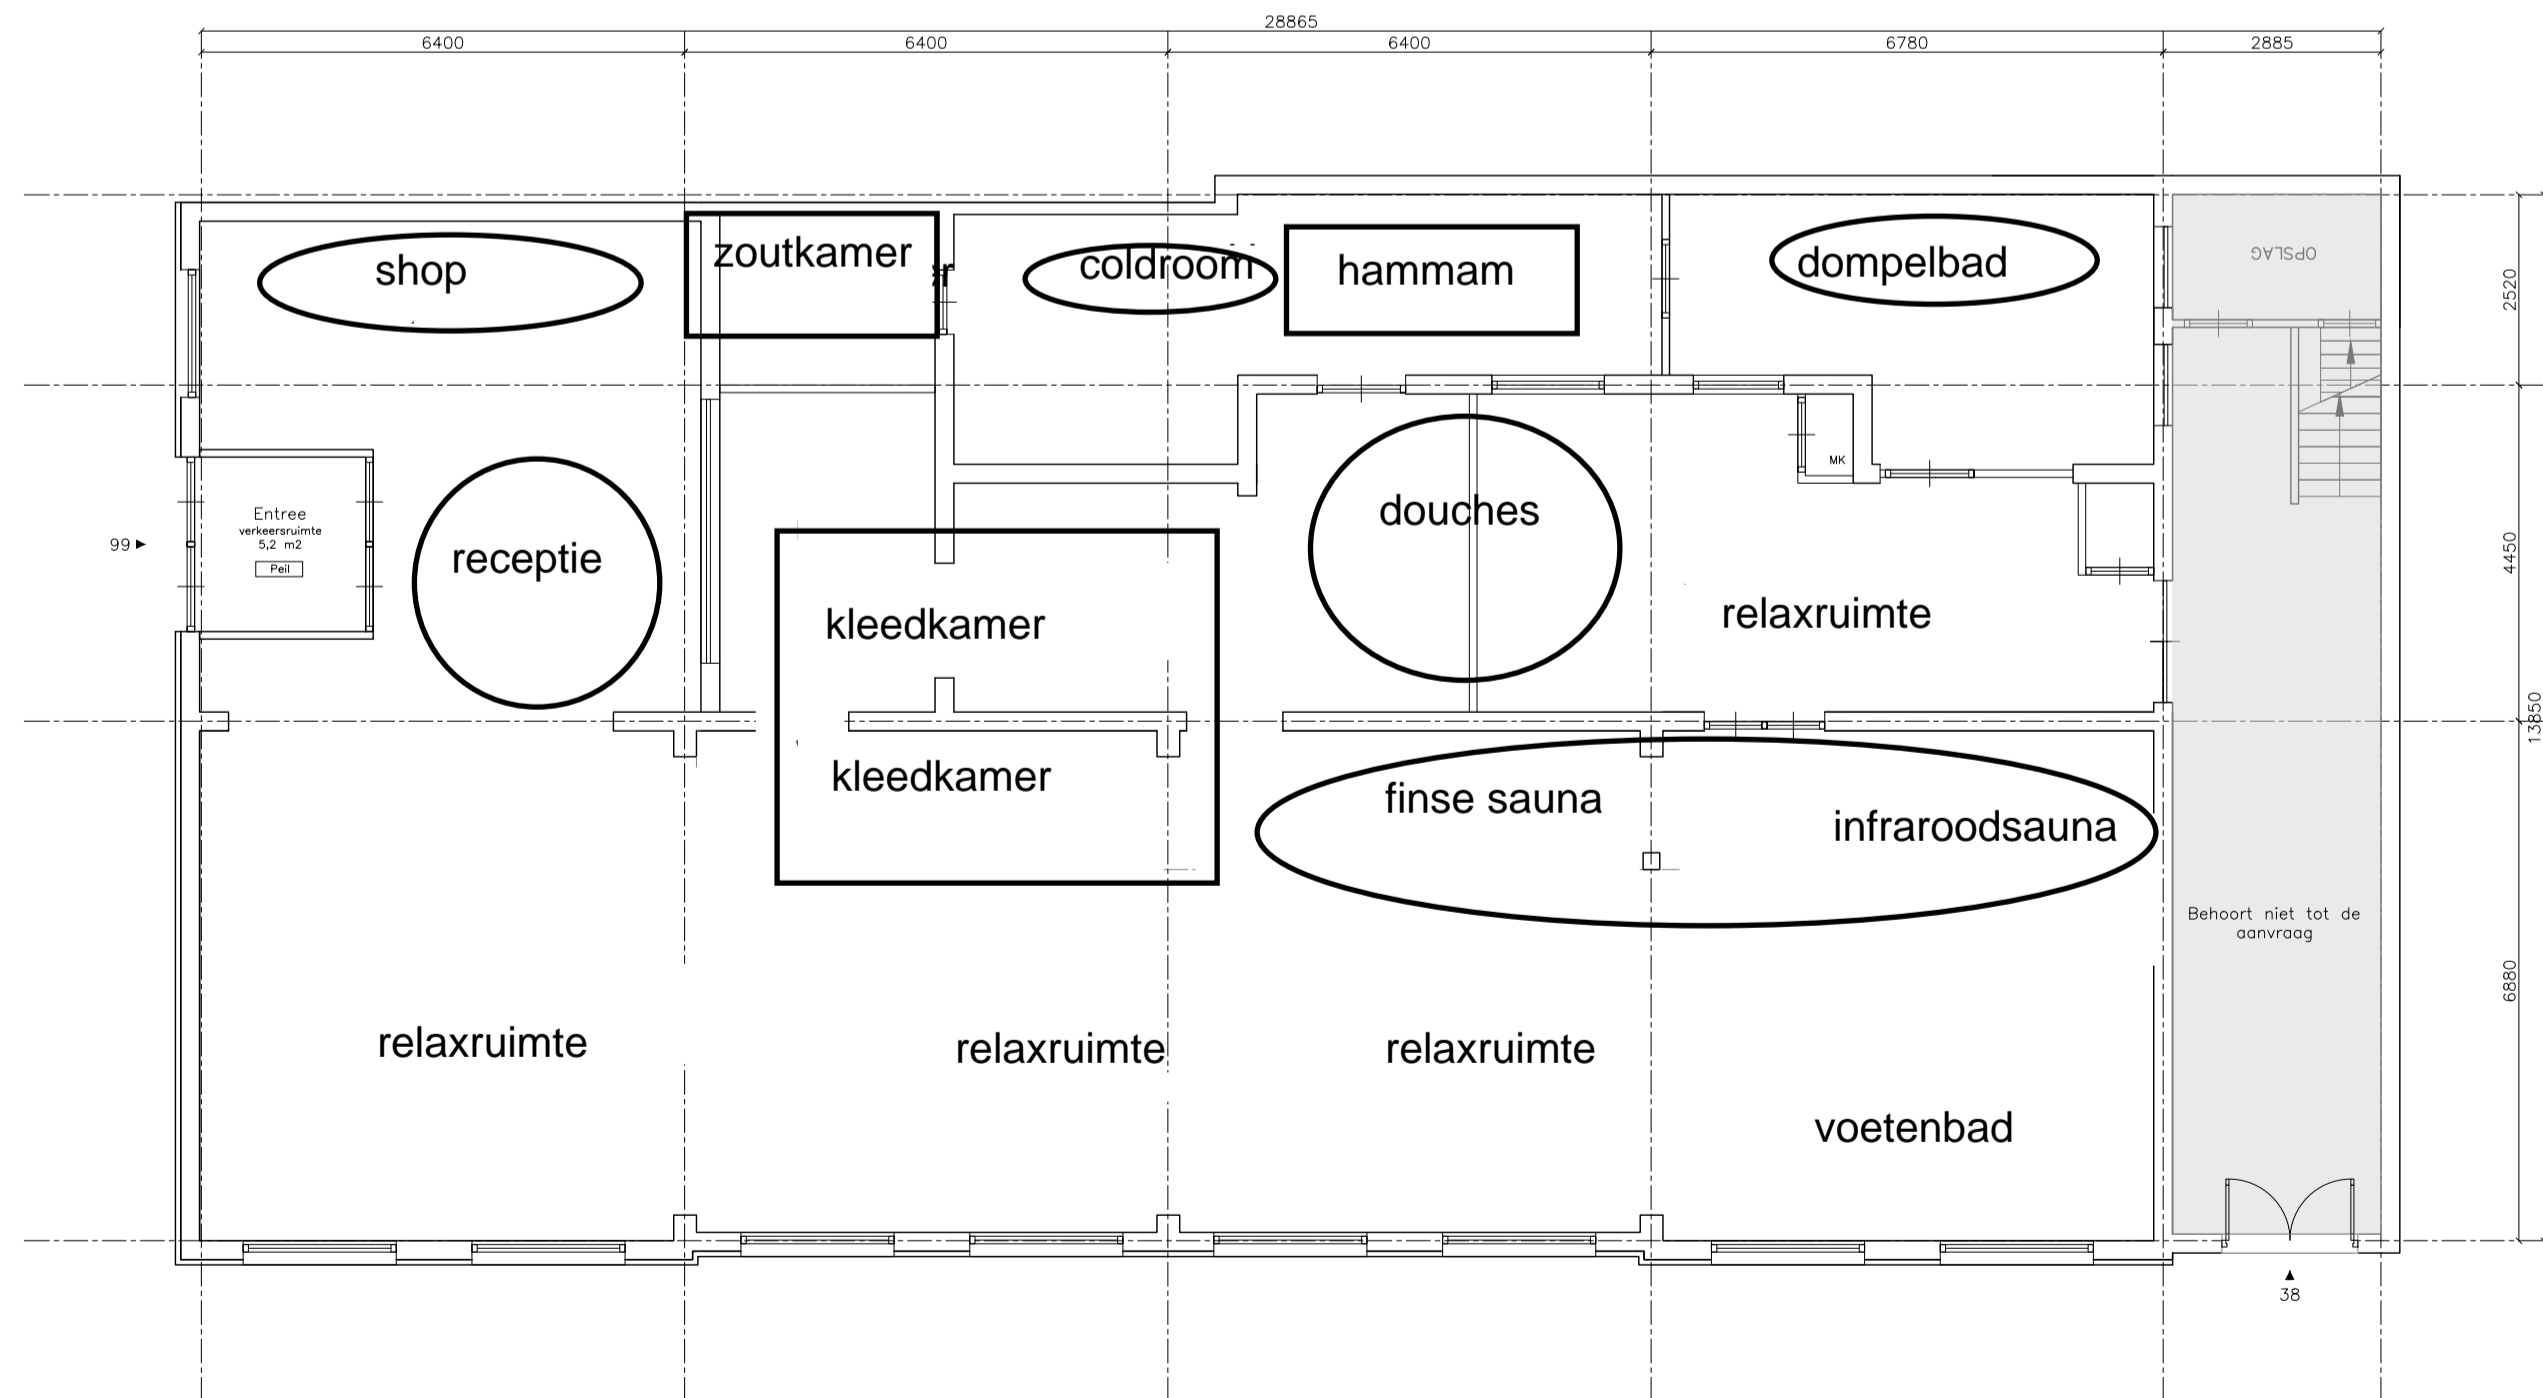 28865
6400
6400
6400
6780
2885
shop
zoutkamer
coldroom
hammam
dompelbad
OPSLAG
2520
MK
Entree
verkeersruimte
5,2 m2
Peil
99
receptie
douches
kleedkamer
relaxruimte
4450
13850
kleedkamer
finse sauna
infraroodsauna
Behoort niet tot de
aanvraag
6880
relaxruimte
relaxruimte
relaxruimte
voetenbad
38